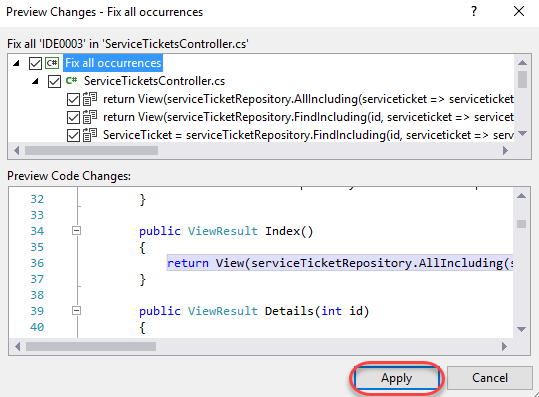 Preview Changes - Fix all occurrences
Fix all 'IDE0003' in 'ServiceTicketsController.cs'
C# Fix all occurrences
C# ServiceTicketsController.cs
return View(serviceTicketRepository.AllIncluding(serviceticket => serviceticket
return View(serviceTicketRepository.FindIncluding(id, serviceticket => servicet
ServiceTicket = serviceTicketRepository.FindIncluding(id, serviceticket => serv
Preview Code Changes:
32 }
33
34 public ViewResult Index()
35 {
36 return View(serviceTicketRepository.AllIncluding(s
37 }
38
39 public ViewResult Details(int id)
40 {
Apply Cancel